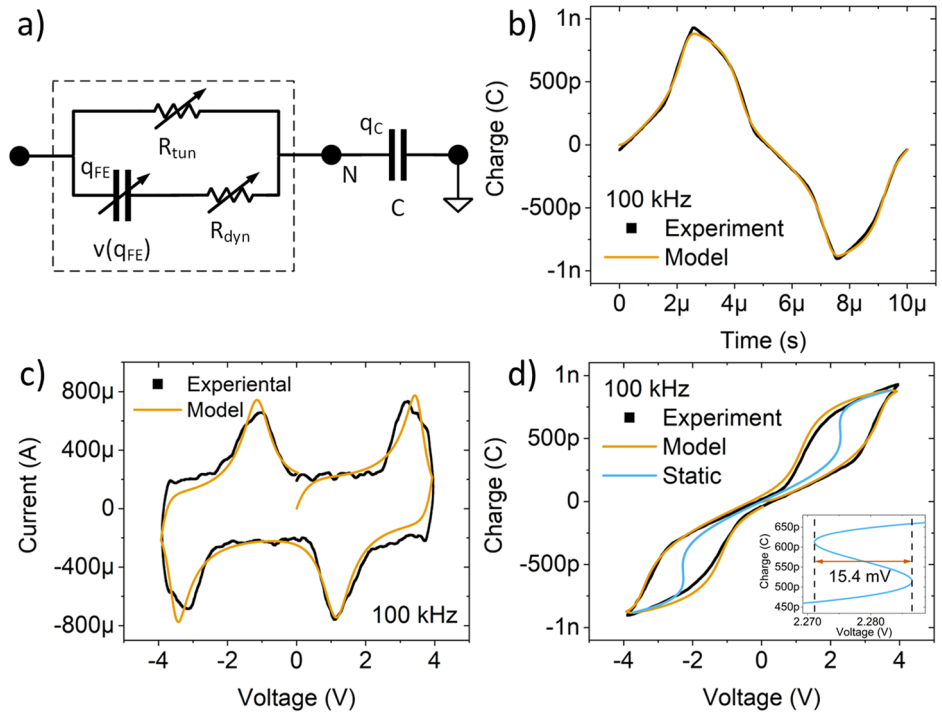 a)
R_tun
q_FE
q_C
N
C
R_dyn
v(q_FE)
b)
1n
500p
0
-500p
-1n
Charge (C)
100 kHz
Experiment
Model
0 2µ 4µ 6µ 8µ 10µ
Time (s)
c)
800µ
400µ
0
-400µ
-800µ
Current (A)
Experiental
Model
100 kHz
-4 -2 0 2 4
Voltage (V)
d)
1n
500p
0
-500p
-1n
Charge (C)
100 kHz
Experiment
Model
Static
650p
600p
550p
500p
450p
Charge (C)
15.4 mV
2.270 2.280
Voltage (V)
-4 -2 0 2 4
Voltage (V)